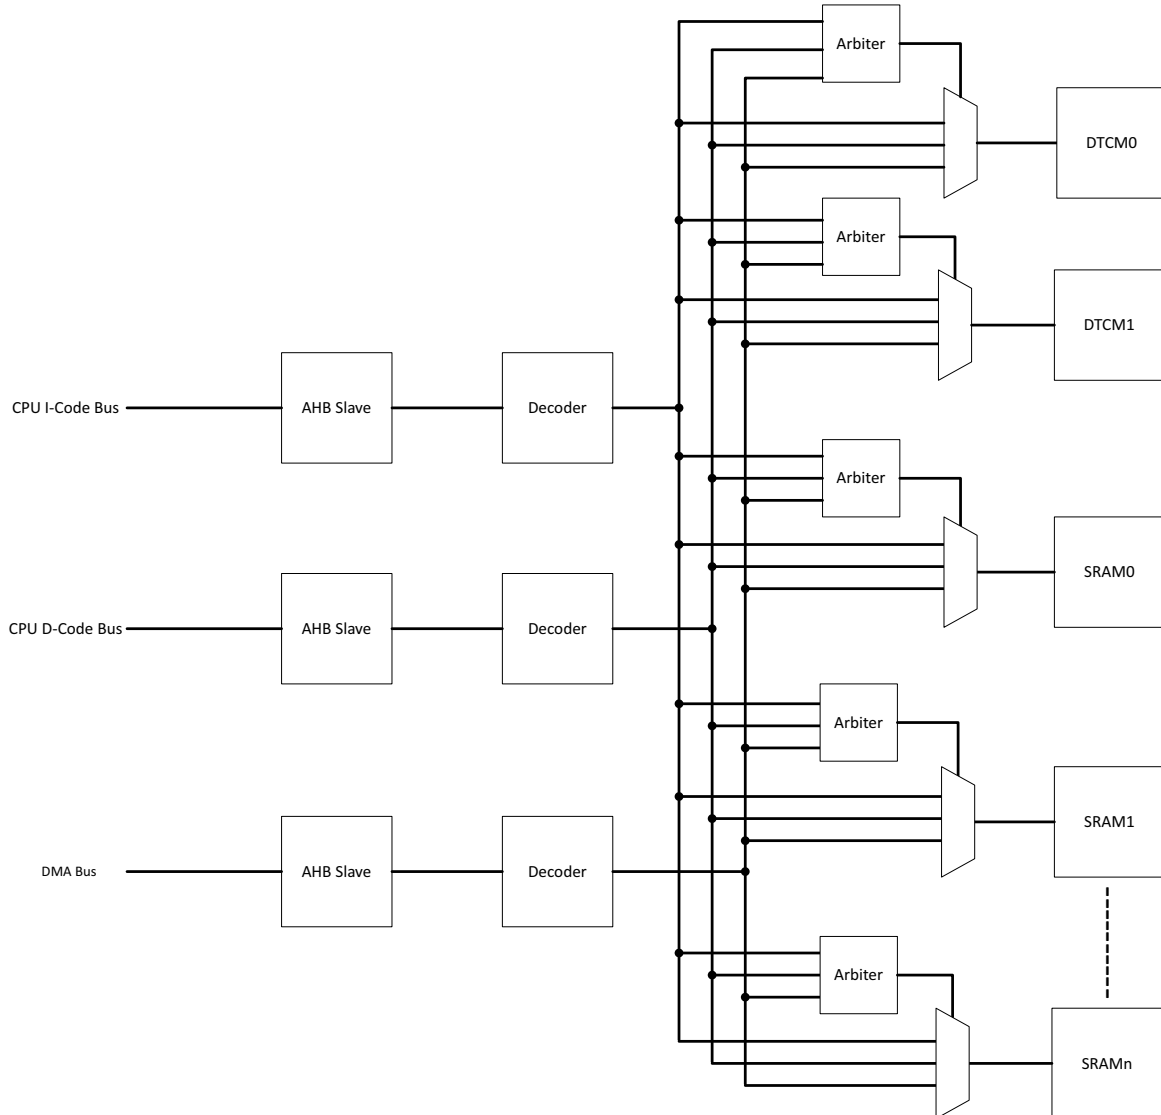 Arbiter
DTCM0
Arbiter
DTCM1
CPU I-Code Bus
AHB Slave
Decoder
Arbiter
SRAM0
CPU D-Code Bus
AHB Slave
Decoder
Arbiter
SRAM1
DMA Bus
AHB Slave
Decoder
Arbiter
SRAMn